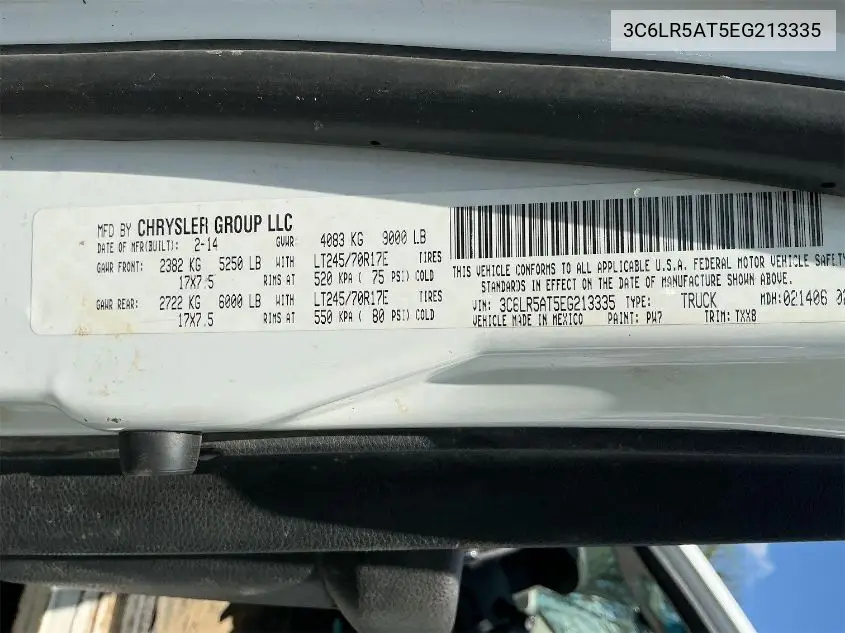 3C6LR5AT5EG213335
MFD BY CHRYSLER GROUP LLC
DATE OF MFR(BUILT): 2-14 GVWR 4083 KG 9000 LB
GAWR FRONT: 2382 KG 5250 LB WITH LT245/70R17E TIRES
17X7.5 RIMS AT 520 KPA ( 75 PSI) COLD
GAWR REAR: 2722 KG 6000 LB WITH LT245/70R17E TIRES
17X7.5 RIMS AT 550 KPA ( 80 PSI) COLD
THIS VEHICLE CONFORMS TO ALL APPLICABLE U.S.A. FEDERAL MOTOR VEHICLE SAFETY
STANDARDS IN EFFECT ON THE DATE OF MANUFACTURE SHOWN ABOVE.
VIN: 3C6LR5AT5EG213335 TYPE: TRUCK MDH:021406
VEHICLE MADE IN MEXICO PAINT: PW7 TRIM: TXX8